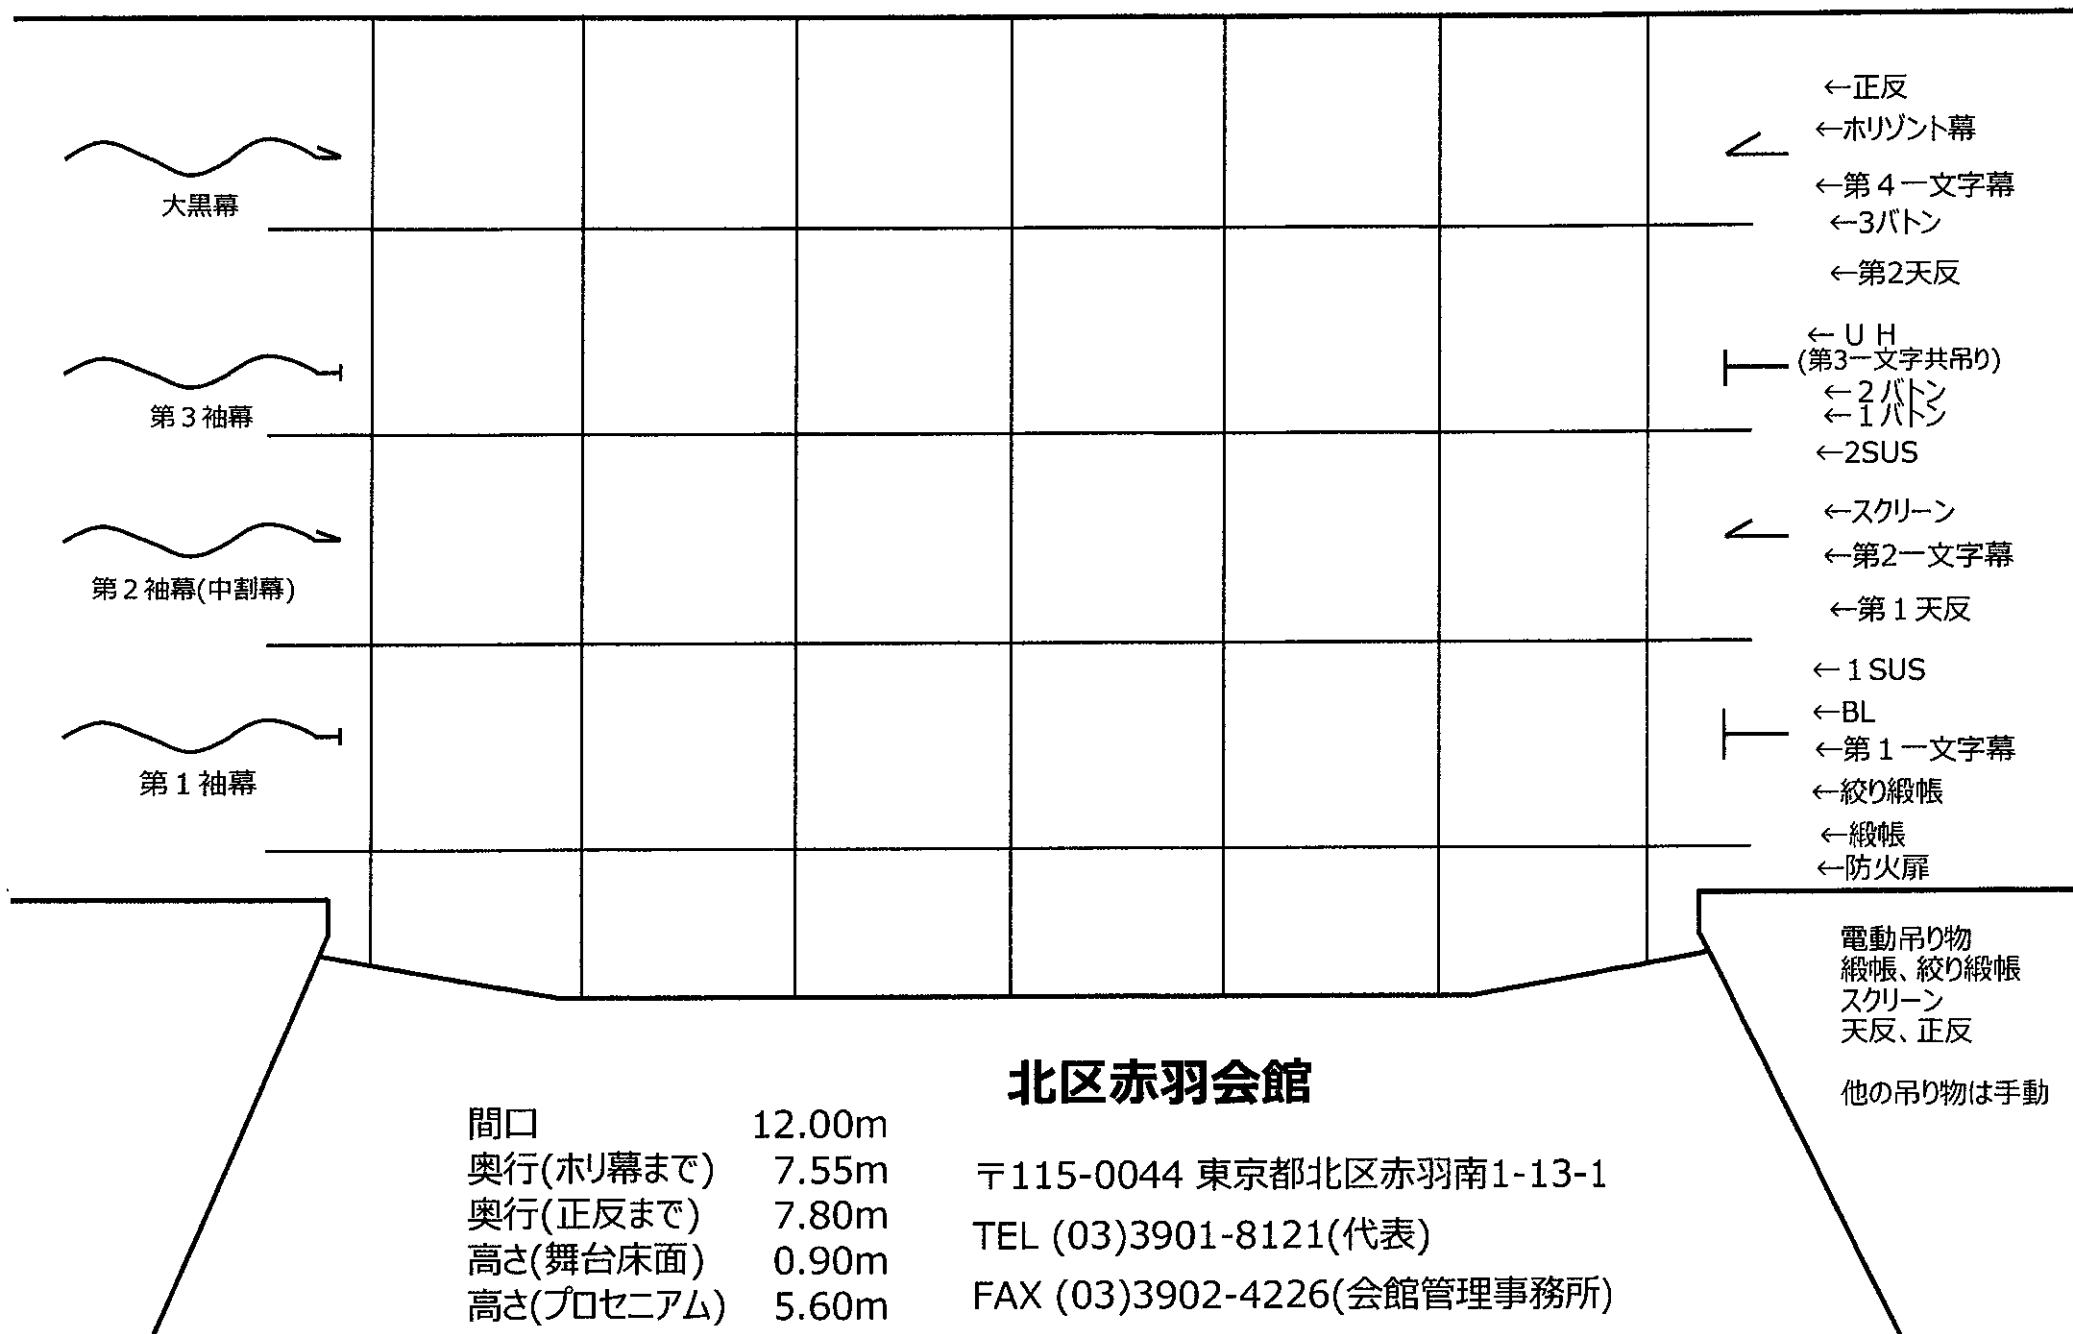 ←正反
←ホリゾント幕
大黒幕
←第４一文字幕
←3バトン
←第2天反
←ＵＨ
(第3一文字共吊り)
←２バトン
第３袖幕
←１バトン
←2SUS
←スクリーン
←第2一文字幕
第２袖幕(中割幕)
←第１天反
←１SUS
←BL
←第１一文字幕
第１袖幕
←絞り緞帳
←緞帳
←防火扉
電動吊り物
緞帳、絞り緞帳
スクリーン
天反、正反
他の吊り物は手動
北区赤羽会館
間口 12.00m
奥行(ホリ幕まで) 7.55m
奥行(正反まで) 7.80m
高さ(舞台床面) 0.90m
高さ(プロセニアム) 5.60m
〒115-0044 東京都北区赤羽南1-13-1
TEL (03)3901-8121(代表)
FAX (03)3902-4226(会館管理事務所)